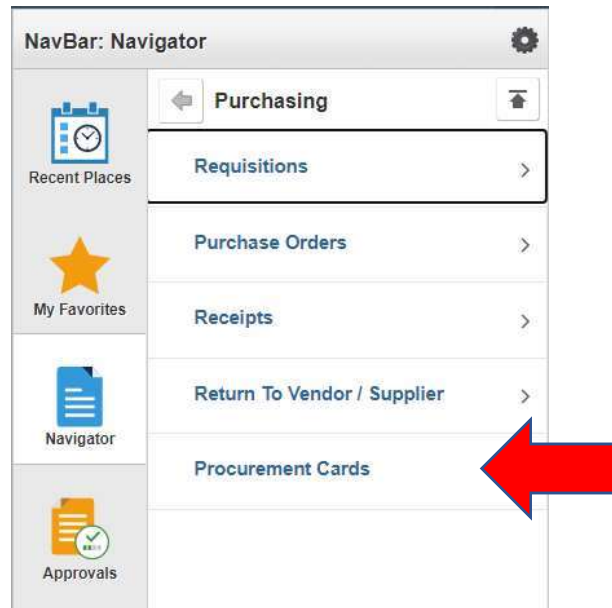 NavBar: Navigator
Recent Places
My Favorites
Navigator
Approvals
Purchasing
Requisitions
Purchase Orders
Receipts
Return To Vendor / Supplier
Procurement Cards